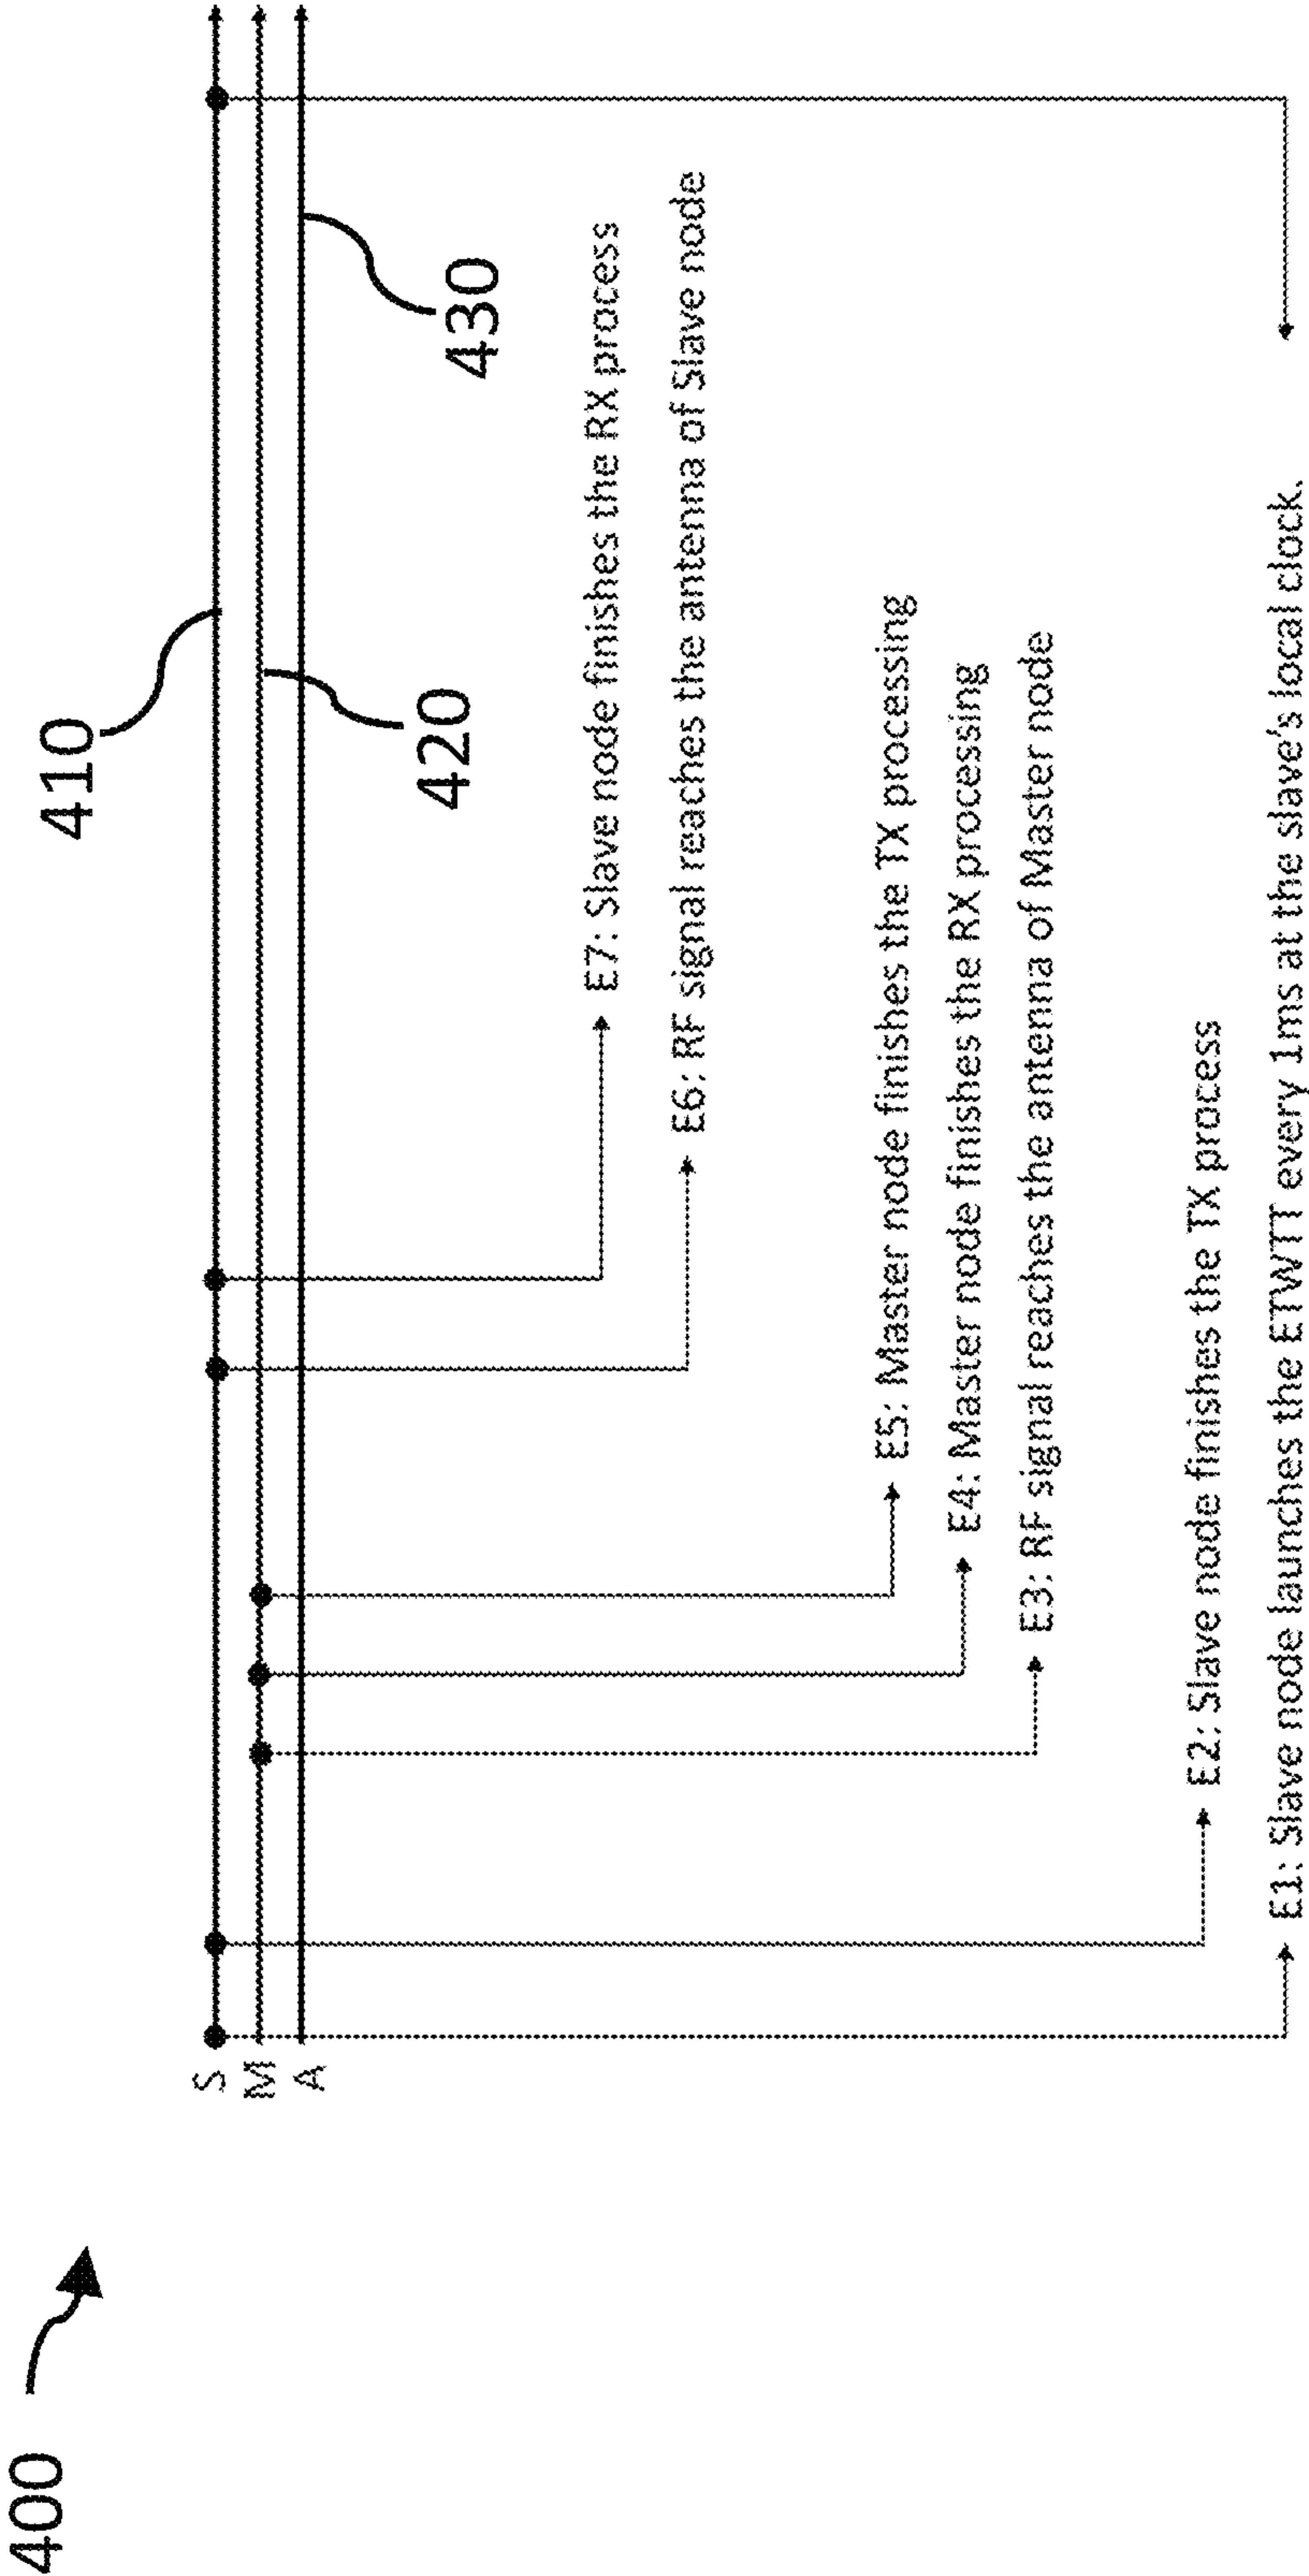 400
410
420
430
S
M
A
E7: Slave node finishes the RX process
E6: RF signal reaches the antenna of Slave node
E5: Master node finishes the TX processing
E4: Master node finishes the RX processing
E3: RF signal reaches the antenna of Master node
E2: Slave node finishes the TX process
E1: Slave node launches the ETWTT every 1ms at the slave's local clock.